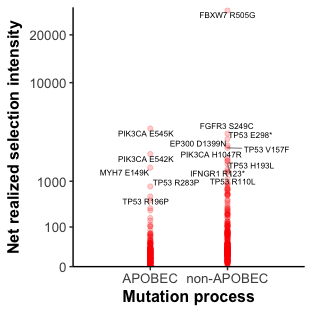 Net realized selection intensity
20000
10000
1000
100
0
FBXW7 R505G
FGFR3 S249C
PIK3CA E545K
TP53 E298*
EP300 D1399N
TP53 V157F
PIK3CA H1047R
PIK3CA E542K
TP53 H193L
MYH7 E149K
IFNGR1 R123*
TP53 R283P
TP53 R110L
TP53 R196P
APOBEC non-APOBEC
Mutation process